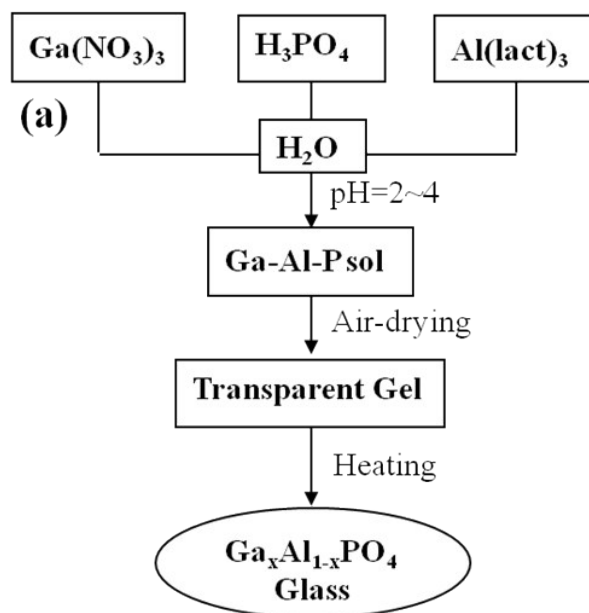 Ga(NO₃)₃
H₃PO₄
Al(lact)₃
(a)
H₂O
pH=2~4
Ga-Al-P sol
Air-drying
Transparent Gel
Heating
GaₓAl₁₋ₓPO₄
Glass